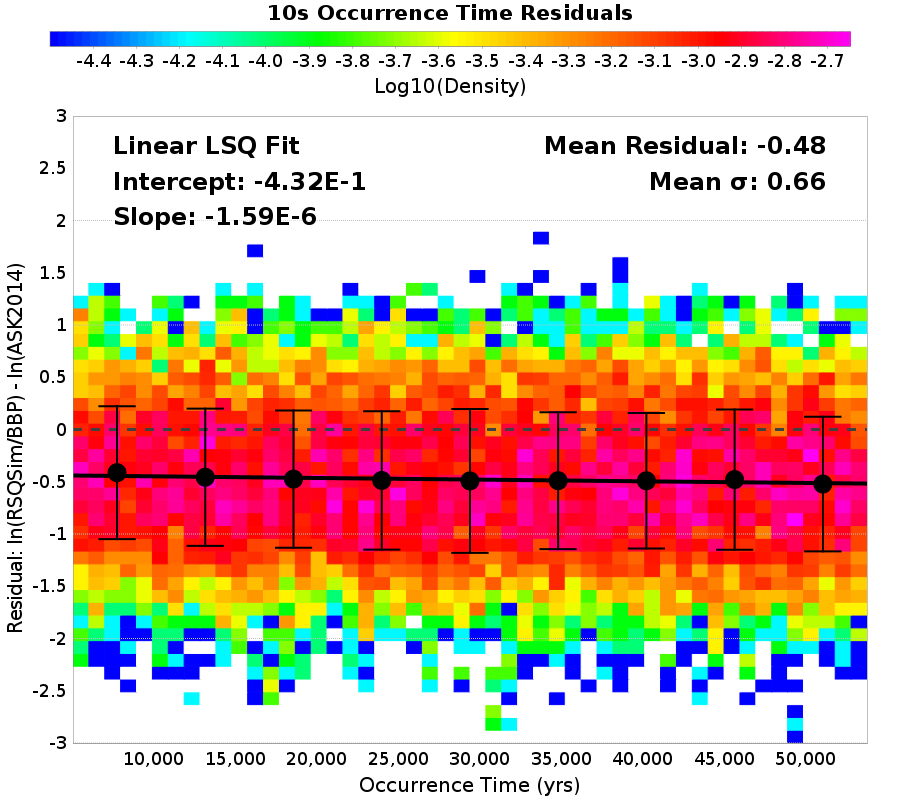 10s Occurrence Time Residuals
-4.4 -4.3 -4.2 -4.1 -4.0 -3.9 -3.8 -3.7 -3.6 -3.5 -3.4 -3.3 -3.2 -3.1 -3.0 -2.9 -2.8 -2.7
Log10(Density)
Linear LSQ Fit
Intercept: -4.32E-1
Slope: -1.59E-6
Mean Residual: -0.48
Mean σ: 0.66
Residual: ln(RSQSim/BBP) - ln(ASK2014)
3
2.5
2
1.5
1
0.5
0
-0.5
-1
-1.5
-2
-2.5
-3
10,000 15,000 20,000 25,000 30,000 35,000 40,000 45,000 50,000
Occurrence Time (yrs)